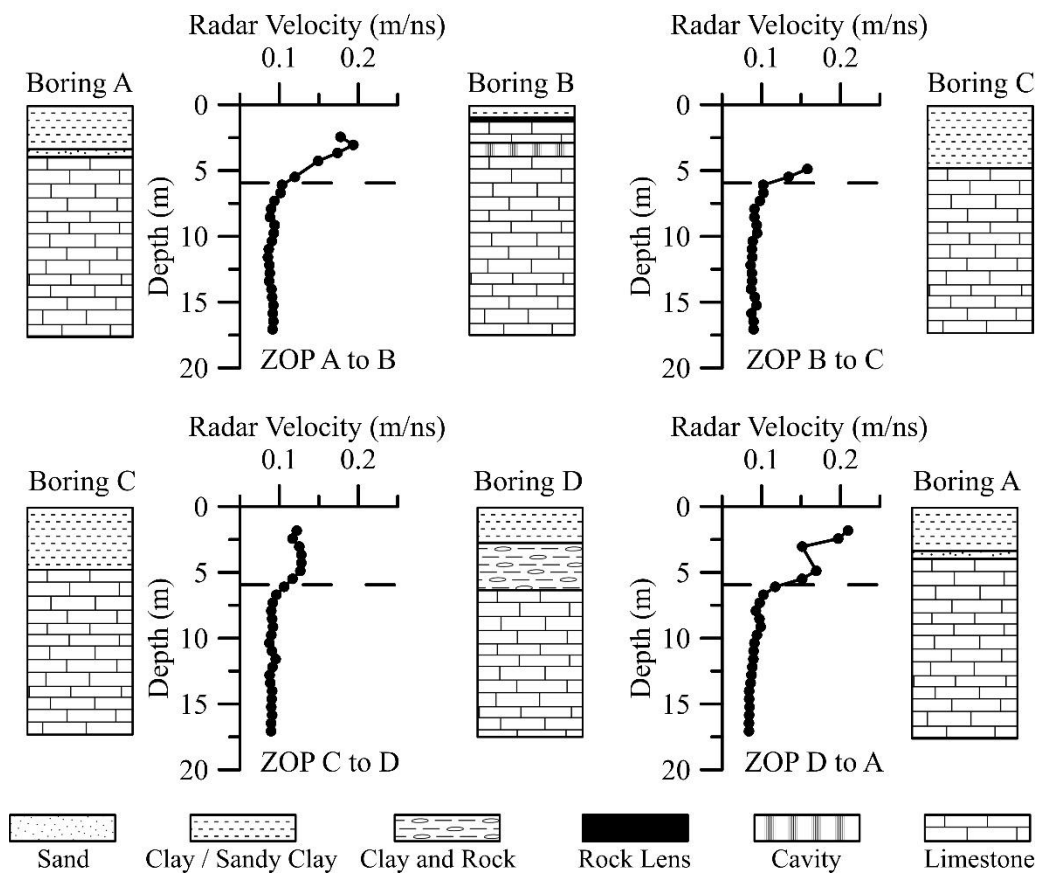 Radar Velocity (m/ns)
0.1 0.2
Boring A
Boring B
0
5
10
15
20
Depth (m)
ZOP A to B
Radar Velocity (m/ns)
0.1 0.2
Boring C
0
5
10
15
20
Depth (m)
ZOP B to C
Radar Velocity (m/ns)
0.1 0.2
Boring C
Boring D
0
5
10
15
20
Depth (m)
ZOP C to D
Radar Velocity (m/ns)
0.1 0.2
Boring A
0
5
10
15
20
Depth (m)
ZOP D to A
Sand
Clay / Sandy Clay
Clay and Rock
Rock Lens
Cavity
Limestone